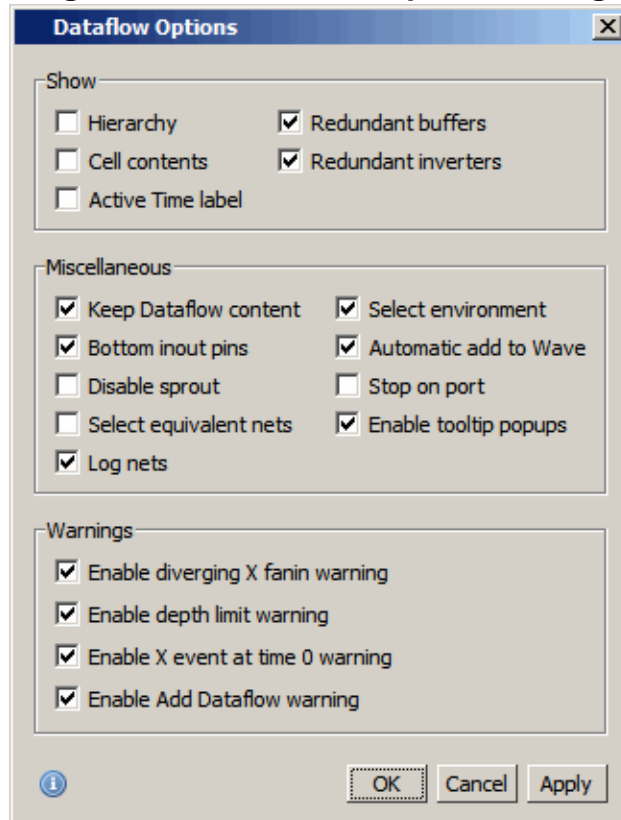 Dataflow Options
Show
Hierarchy
Redundant buffers
Cell contents
Redundant inverters
Active Time label
Miscellaneous
Keep Dataflow content
Select environment
Bottom inout pins
Automatic add to Wave
Disable sprout
Stop on port
Select equivalent nets
Enable tooltip popups
Log nets
Warnings
Enable diverging X fanin warning
Enable depth limit warning
Enable X event at time 0 warning
Enable Add Dataflow warning
OK Cancel Apply